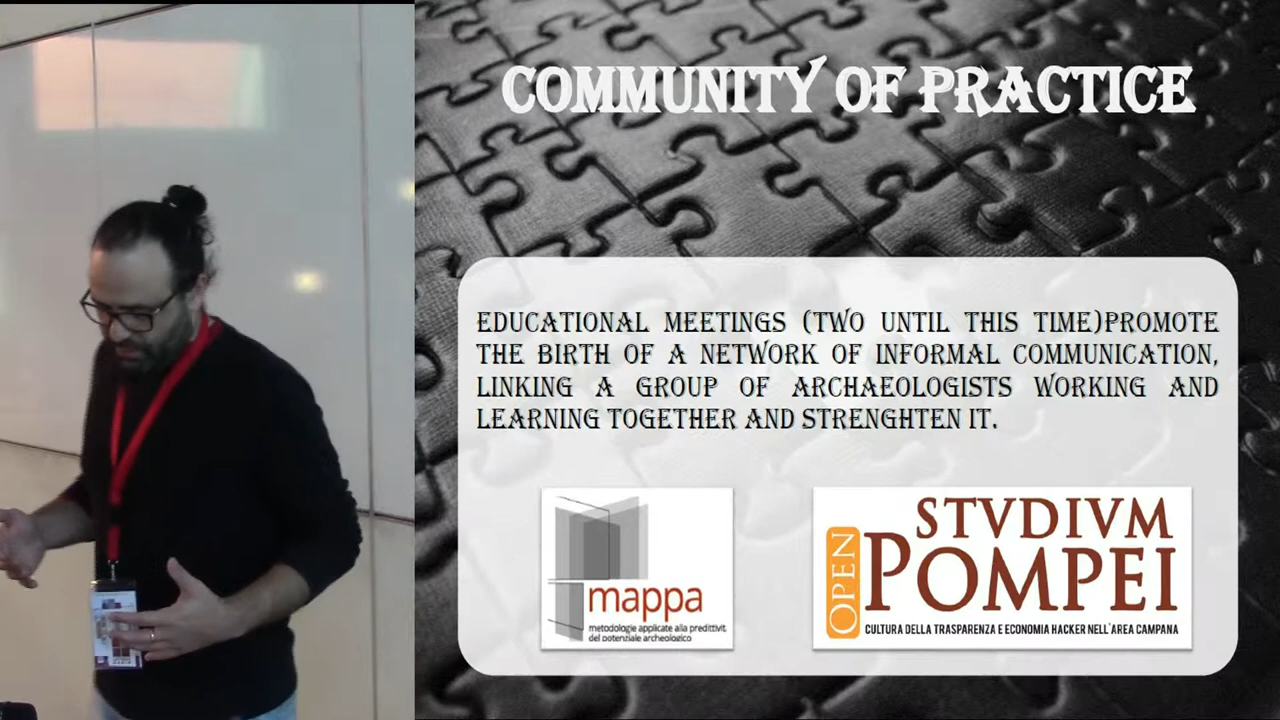 COMMUNITY OF PRACTICE
EDUCATIONAL MEETINGS (TWO UNTIL THIS TIME)PROMOTE
THE BIRTH OF A NETWORK OF INFORMAL COMMUNICATION,
LINKING A GROUP OF ARCHAEOLOGISTS WORKING AND
LEARNING TOGETHER AND STRENGHTEN IT.
mappa
metodologie applicate alla predittivit
del potenziale archeologico
OPEN
STVDIVM
POMPEI
CULTURA DELLA TRASPARENZA E ECONOMIA HACKER NELL'AREA CAMPANA